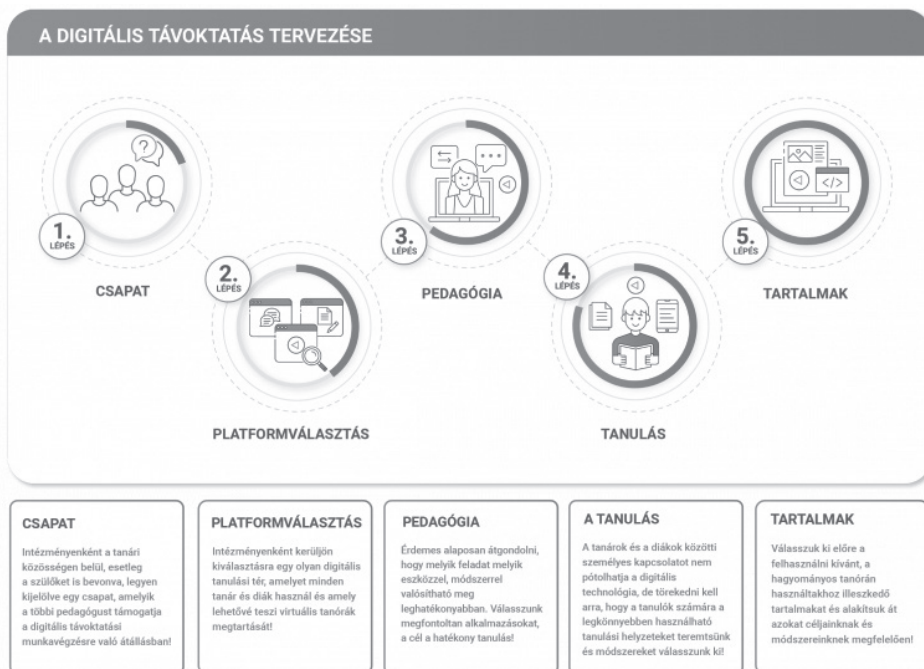 A DIGITÁLIS TÁVOKTATÁS TERVEZÉSE
1.
LÉPÉS
CSAPAT
2.
LÉPÉS
PLATFORMVÁLASZTÁS
3.
LÉPÉS
PEDAGÓGIA
4.
LÉPÉS
TANULÁS
5.
LÉPÉS
TARTALMAK
CSAPAT
Intézményenként a tanári
közösségen belül, esetleg
a szülőket is bevonva, legyen
kijelölve egy csapat, amelyik
a többi pedagógust támogatja
a digitális távoktatási
munkavégzésre való átállásban!
PLATFORMVÁLASZTÁS
Intézményenként kerüljön
kiválasztásra egy olyan digitális
tanulási tér, amelyet minden
tanár és diák használ és amely
lehetővé teszi virtuális tanórák
megtartását!
PEDAGÓGIA
Érdemes alaposan átgondolni,
hogy melyik feladat melyik
eszközzel, módszerrel
valósítható meg
leghatékonyabban. Válasszunk
megfontoltan alkalmazásokat,
a cél a hatékony tanulás!
A TANULÁS
A tanárok és a diákok közötti
személyes kapcsolatot nem
pótolhatja a digitális
technológia, de törekedni kell
arra, hogy a tanulók számára a
legkönnyebben használható
tanulási helyzeteket teremtsünk
és módszereket válasszunk ki!
TARTALMAK
Válasszuk ki előre a
felhasználni kívánt, a
hagyományos tanórán
használtakhoz illeszkedő
tartalmakat és alakítsuk át
azokat céljainknak és
módszereinknek megfelelően!